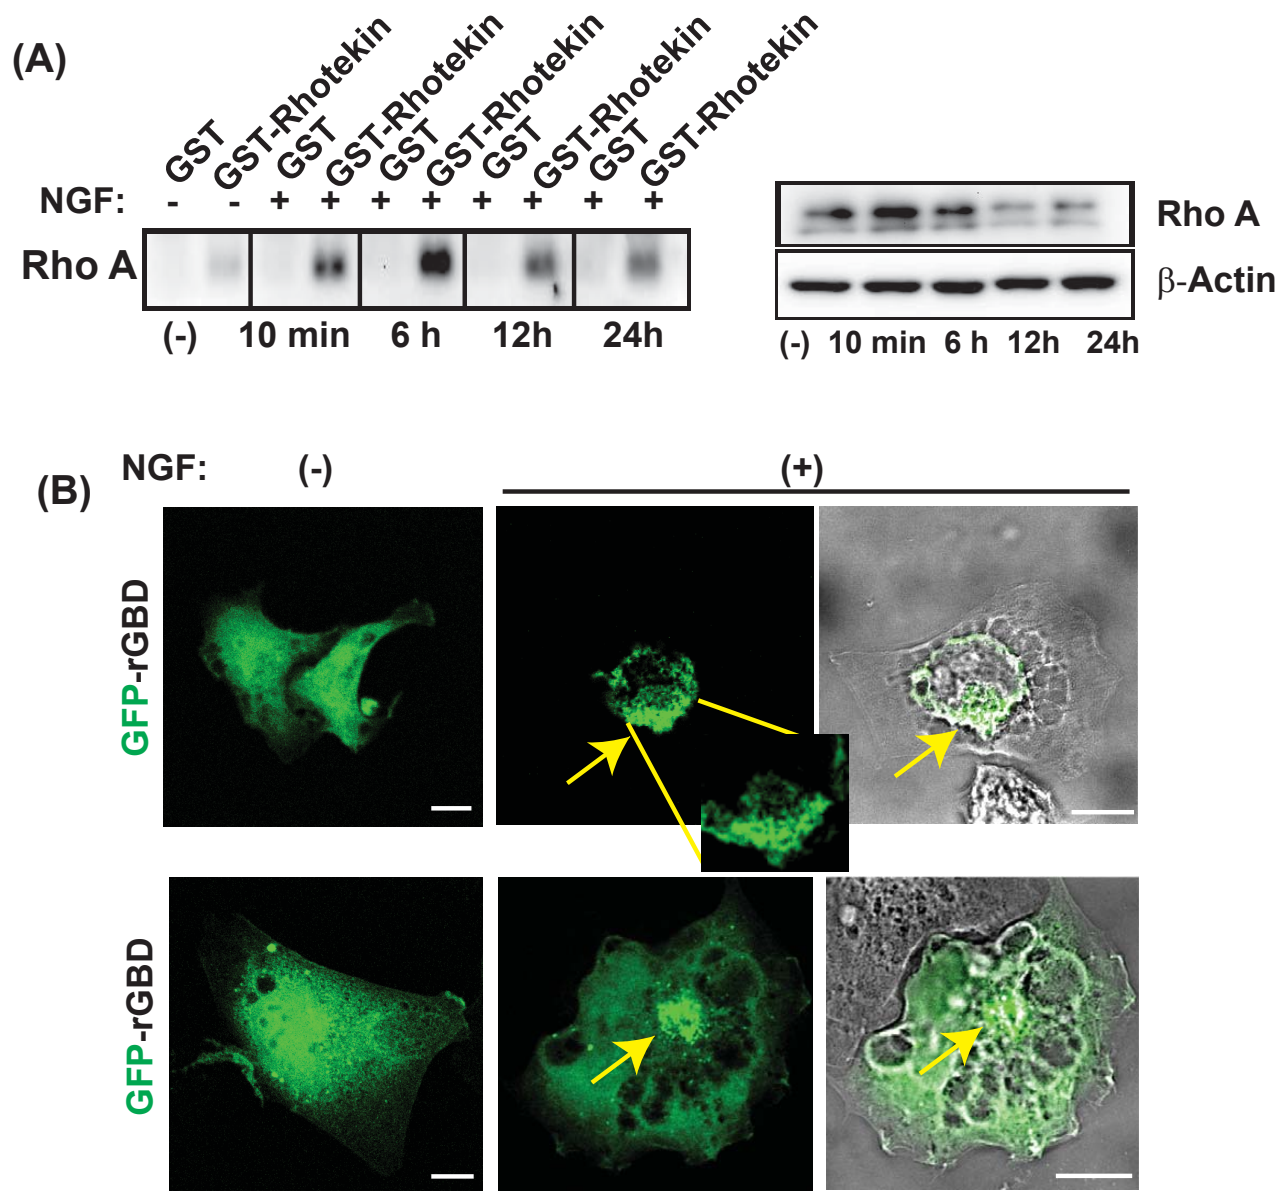 (A)
GST GST-Rhotekin GST GST-Rhotekin GST GST-Rhotekin GST GST-Rhotekin GST GST-Rhotekin
NGF: - - + + + + + + + +
Rho A
(-) 10 min 6 h 12h 24h
Rho A
β-Actin
(-) 10 min 6 h 12h 24h
(B)
NGF: (-) (+)
GFP-rGBD
GFP-rGBD